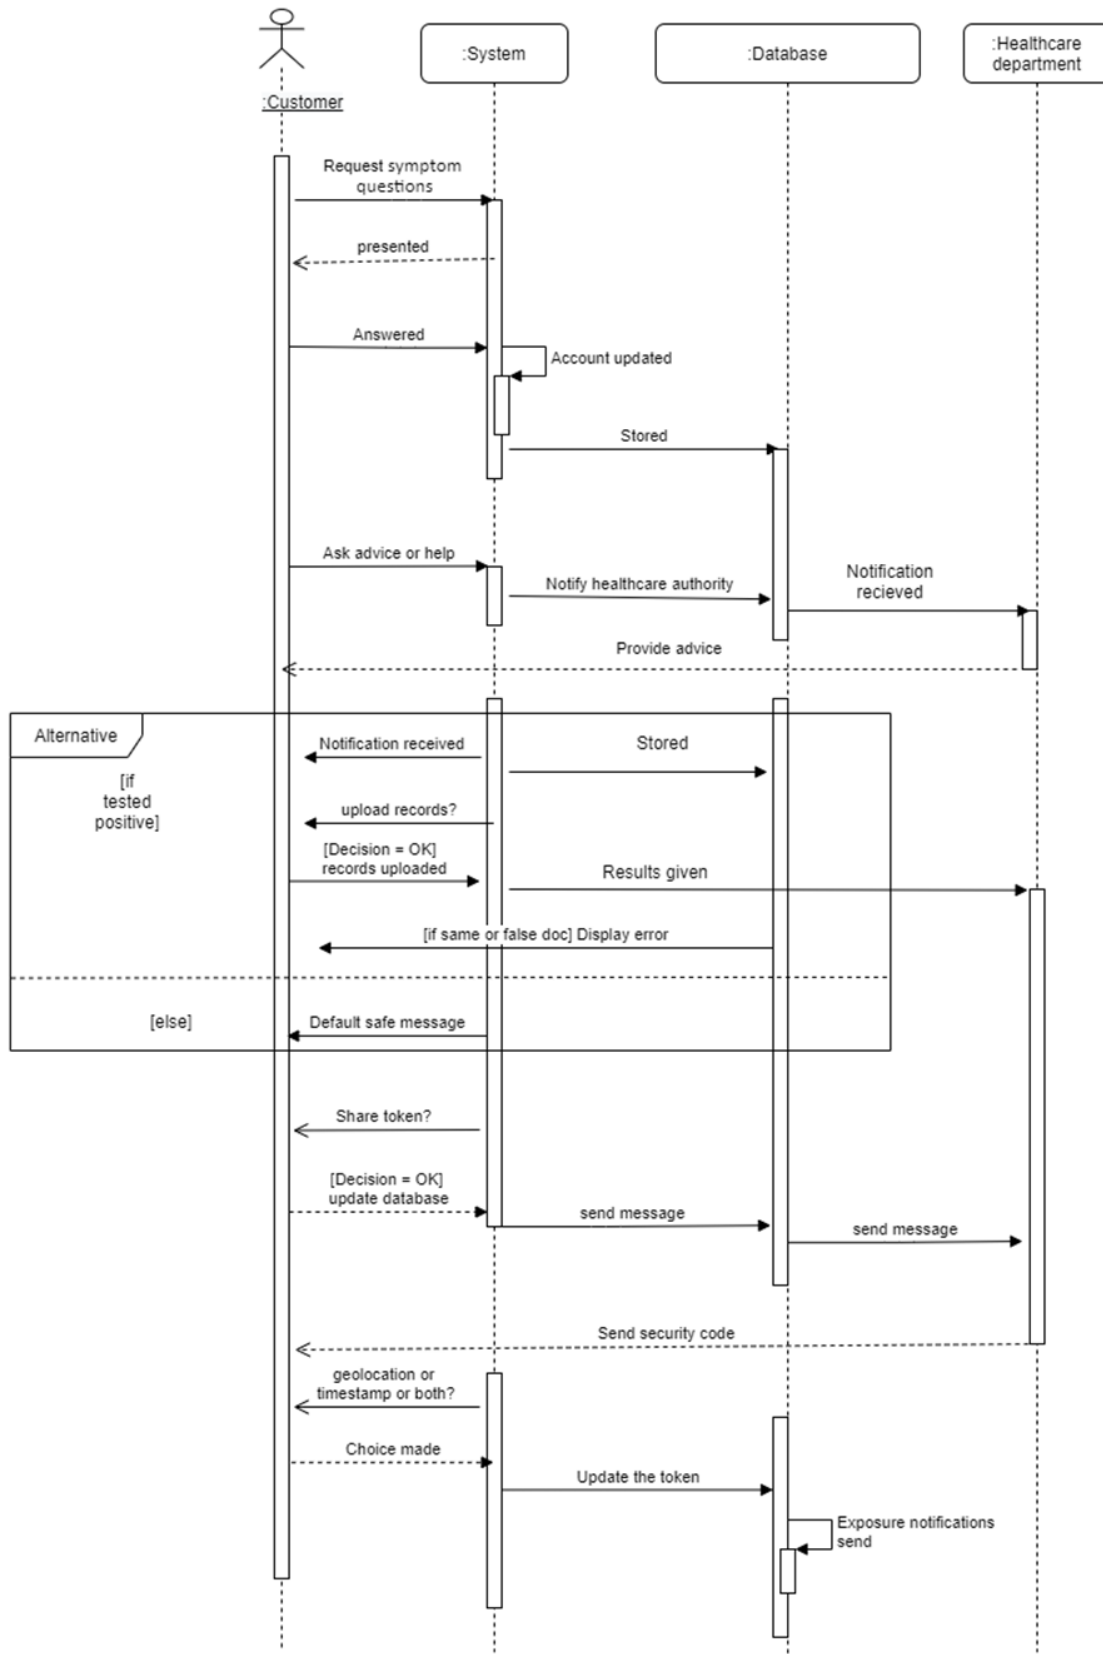 :System
:Database
:Healthcare
department
:Customer
Request symptom
questions
presented
Answered
Account updated
Stored
Ask advice or help
Notify healthcare authority
Notification
recieved
Provide advice
Alternative
[if
tested
positive]
Notification received
Stored
upload records?
[Decision = OK]
records uploaded
Results given
[if same or false doc] Display error
[else]
Default safe message
Share token?
[Decision = OK]
update database
send message
send message
Send security code
geolocation or
timestamp or both?
Choice made
Update the token
Exposure notifications
send